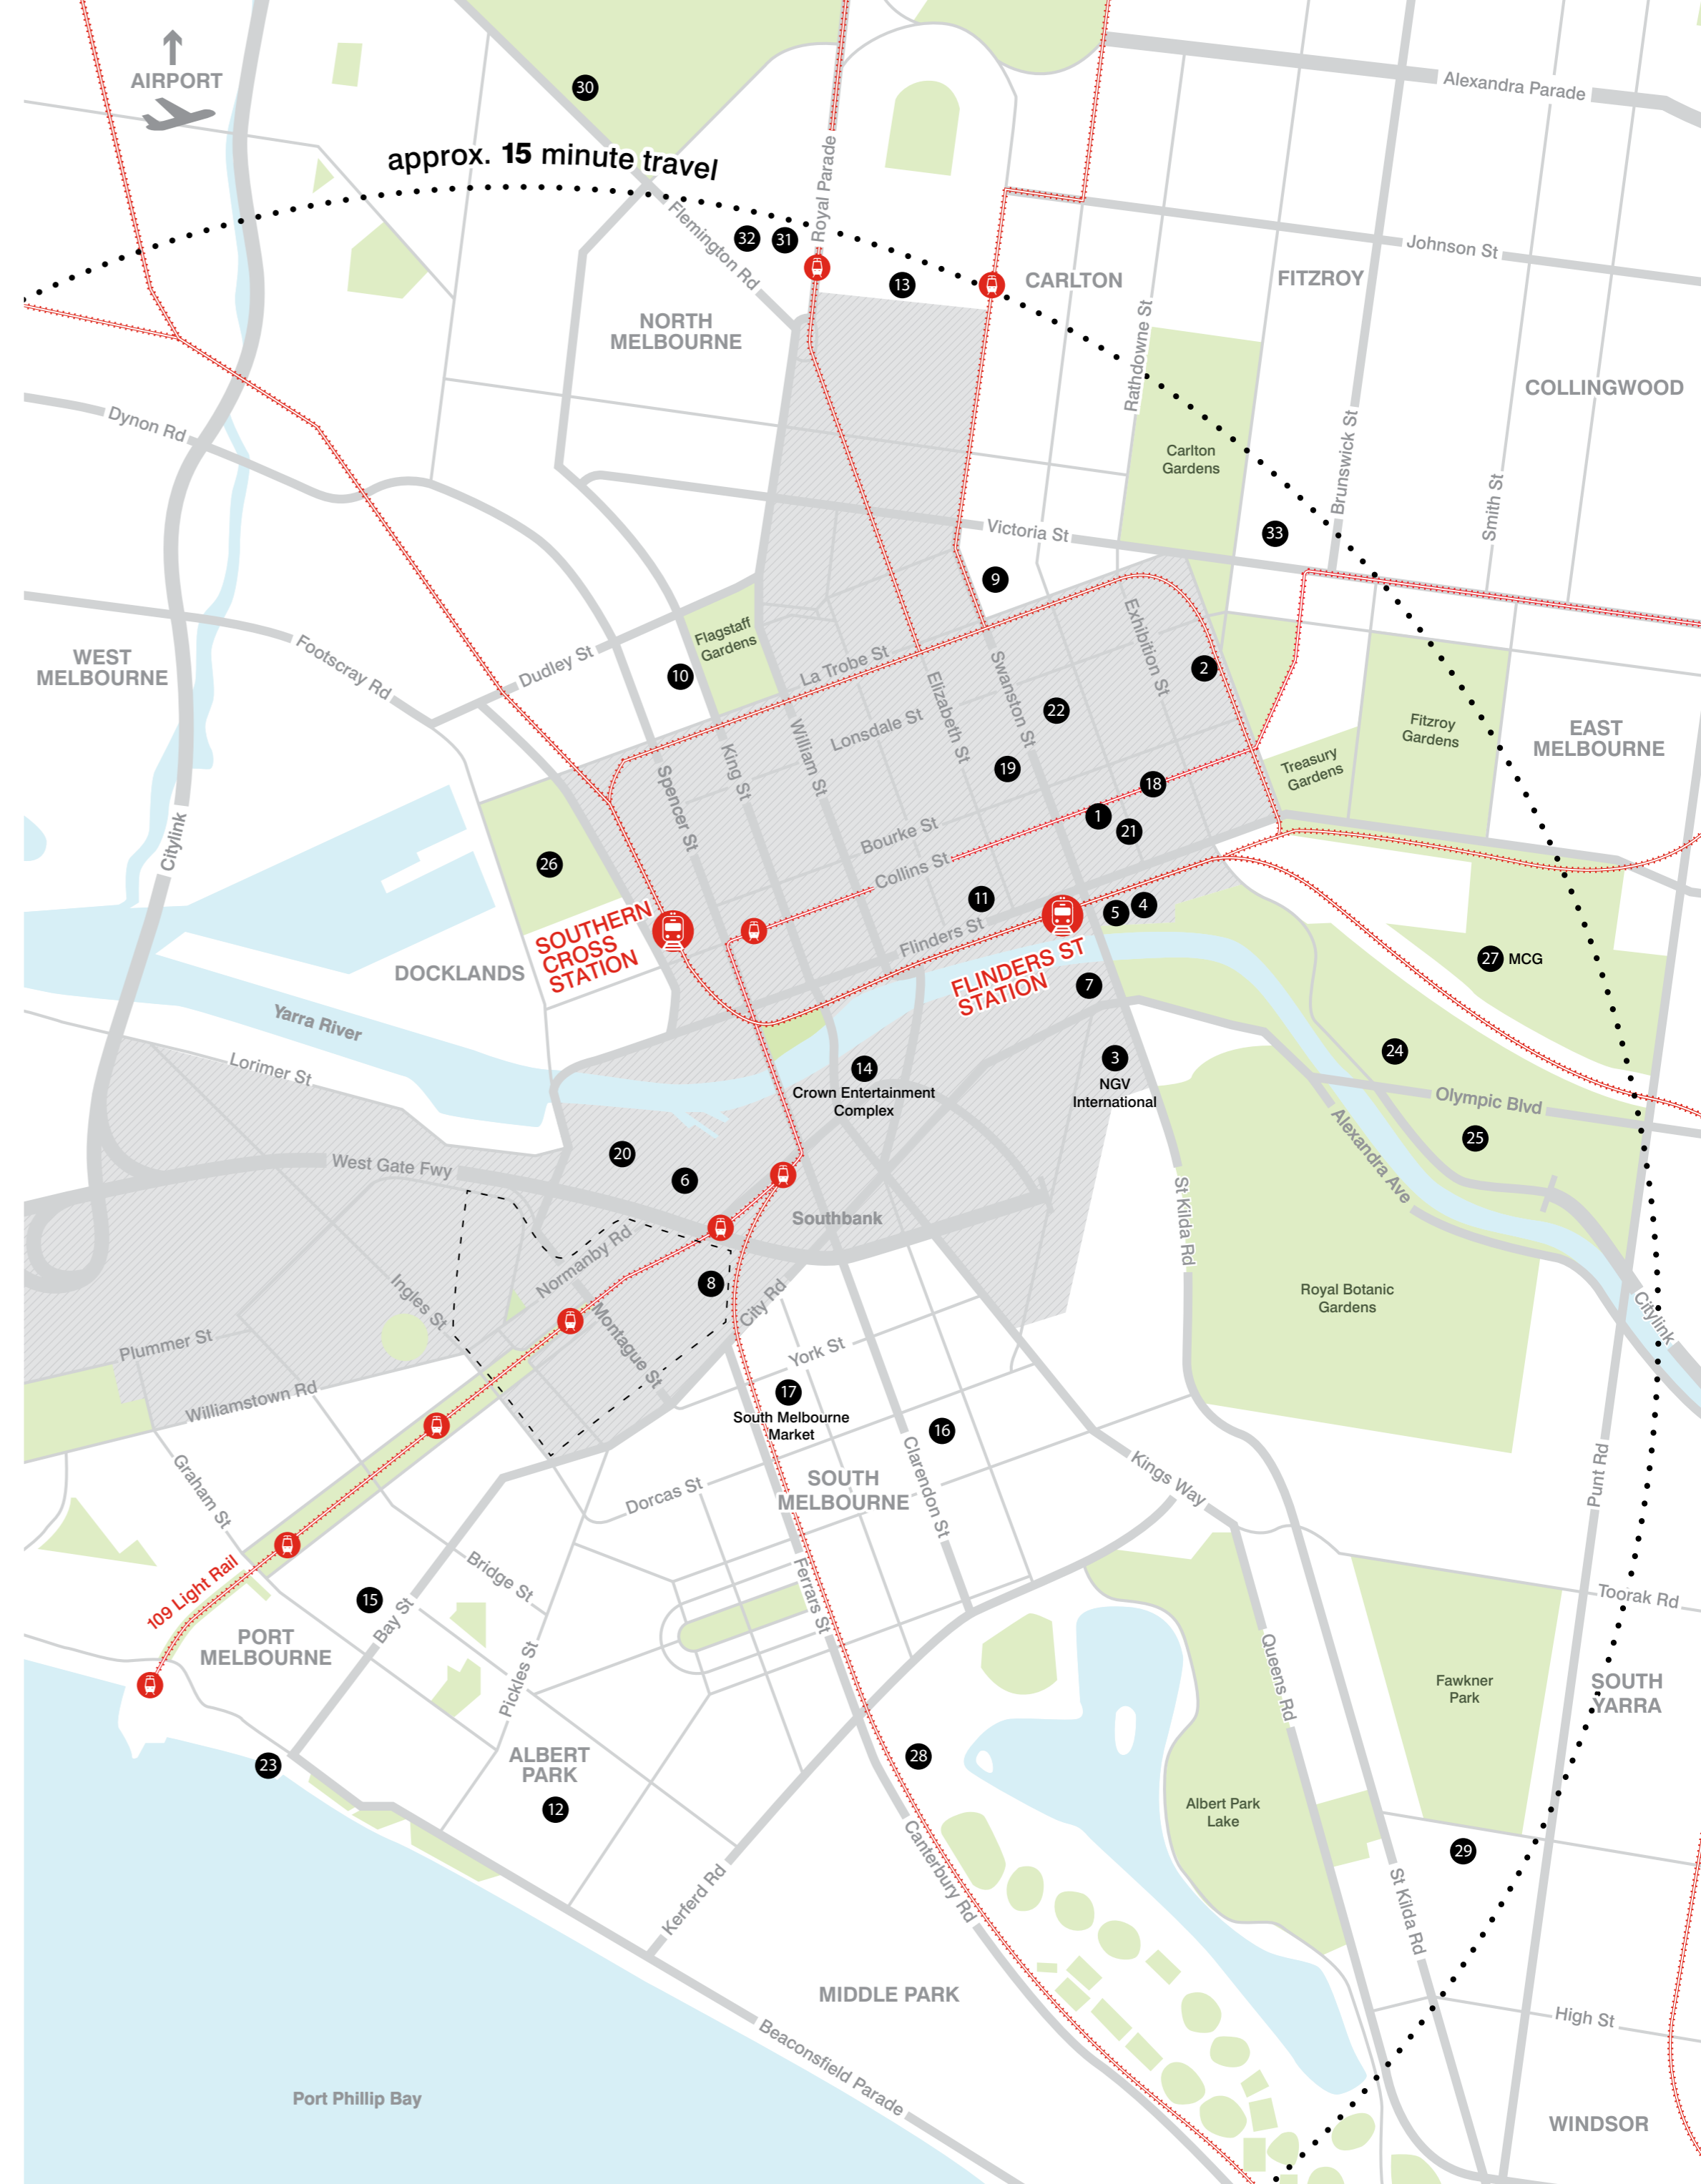 AIRPORT
30
approx. 15 minute travel
Alexandra Parade
Royal Parade
Flemington Rd
32
31
13
Johnson St
CARLTON
FITZROY
NORTH
MELBOURNE
Rathdowne St
COLLINGWOOD
Dynon Rd
Carlton
Gardens
Brunswick St
Smith St
Victoria St
33
9
Exhibition St
Flagstaff
Gardens
WEST
MELBOURNE
Footscray Rd
Dudley St
10
La Trobe St
Swanston St
2
Elizabeth St
22
Lonsdale St
William St
King St
Spencer St
19
Fitzroy
Gardens
EAST
MELBOURNE
Treasury
Gardens
18
1
21
Bourke St
Collins St
Citylink
26
11
5
4
Flinders St
SOUTHERN
CROSS
STATION
FLINDERS ST
STATION
DOCKLANDS
27 MCG
7
Yarra River
Lorimer St
14
Crown Entertainment
Complex
3
NGV
International
24
Olympic Blvd
25
Alexandra Ave
20
West Gate Fwy
6
Southbank
St Kilda Rd
Normanby Rd
8
City Rd
Ingles St
Montague St
Royal Botanic
Gardens
Citylink
Plummer St
York St
Williamstown Rd
17
South Melbourne
Market
16
Clarendon St
Kings Way
Graham St
Dorcas St
SOUTH
MELBOURNE
Punt Rd
109 Light Rail
Bridge St
Ferrars St
15
Bay St
Toorak Rd
PORT
MELBOURNE
Pickles St
Queens Rd
Fawkner
Park
SOUTH
YARRA
23
ALBERT
PARK
12
28
Albert Park
Lake
Canterbury Rd
29
Kerferd Rd
St Kilda Rd
MIDDLE PARK
High St
Beaconsfield Parade
Port Phillip Bay
WINDSOR